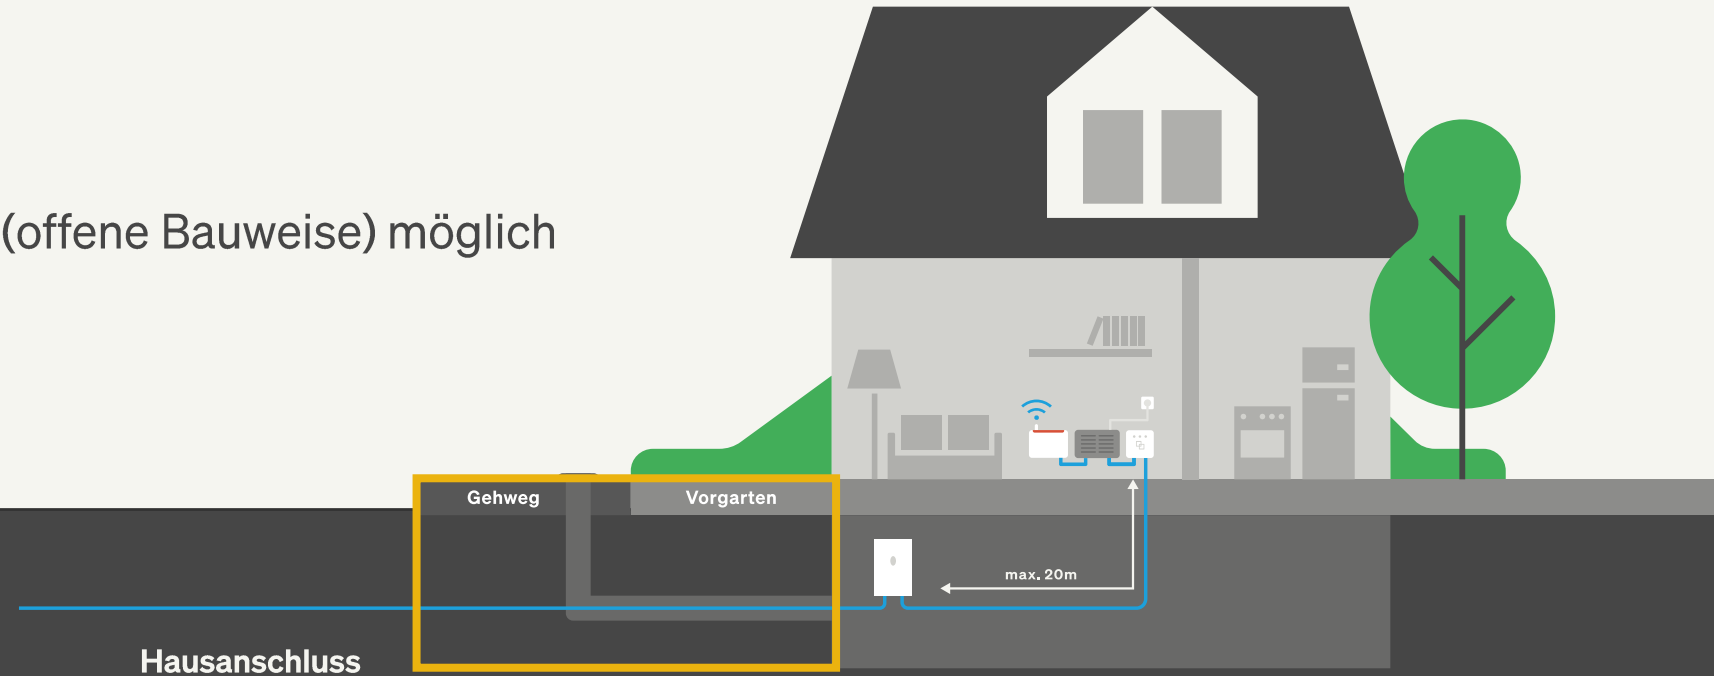 (offene Bauweise) möglich
Gehweg
Vorgarten
max. 20m
Hausanschluss